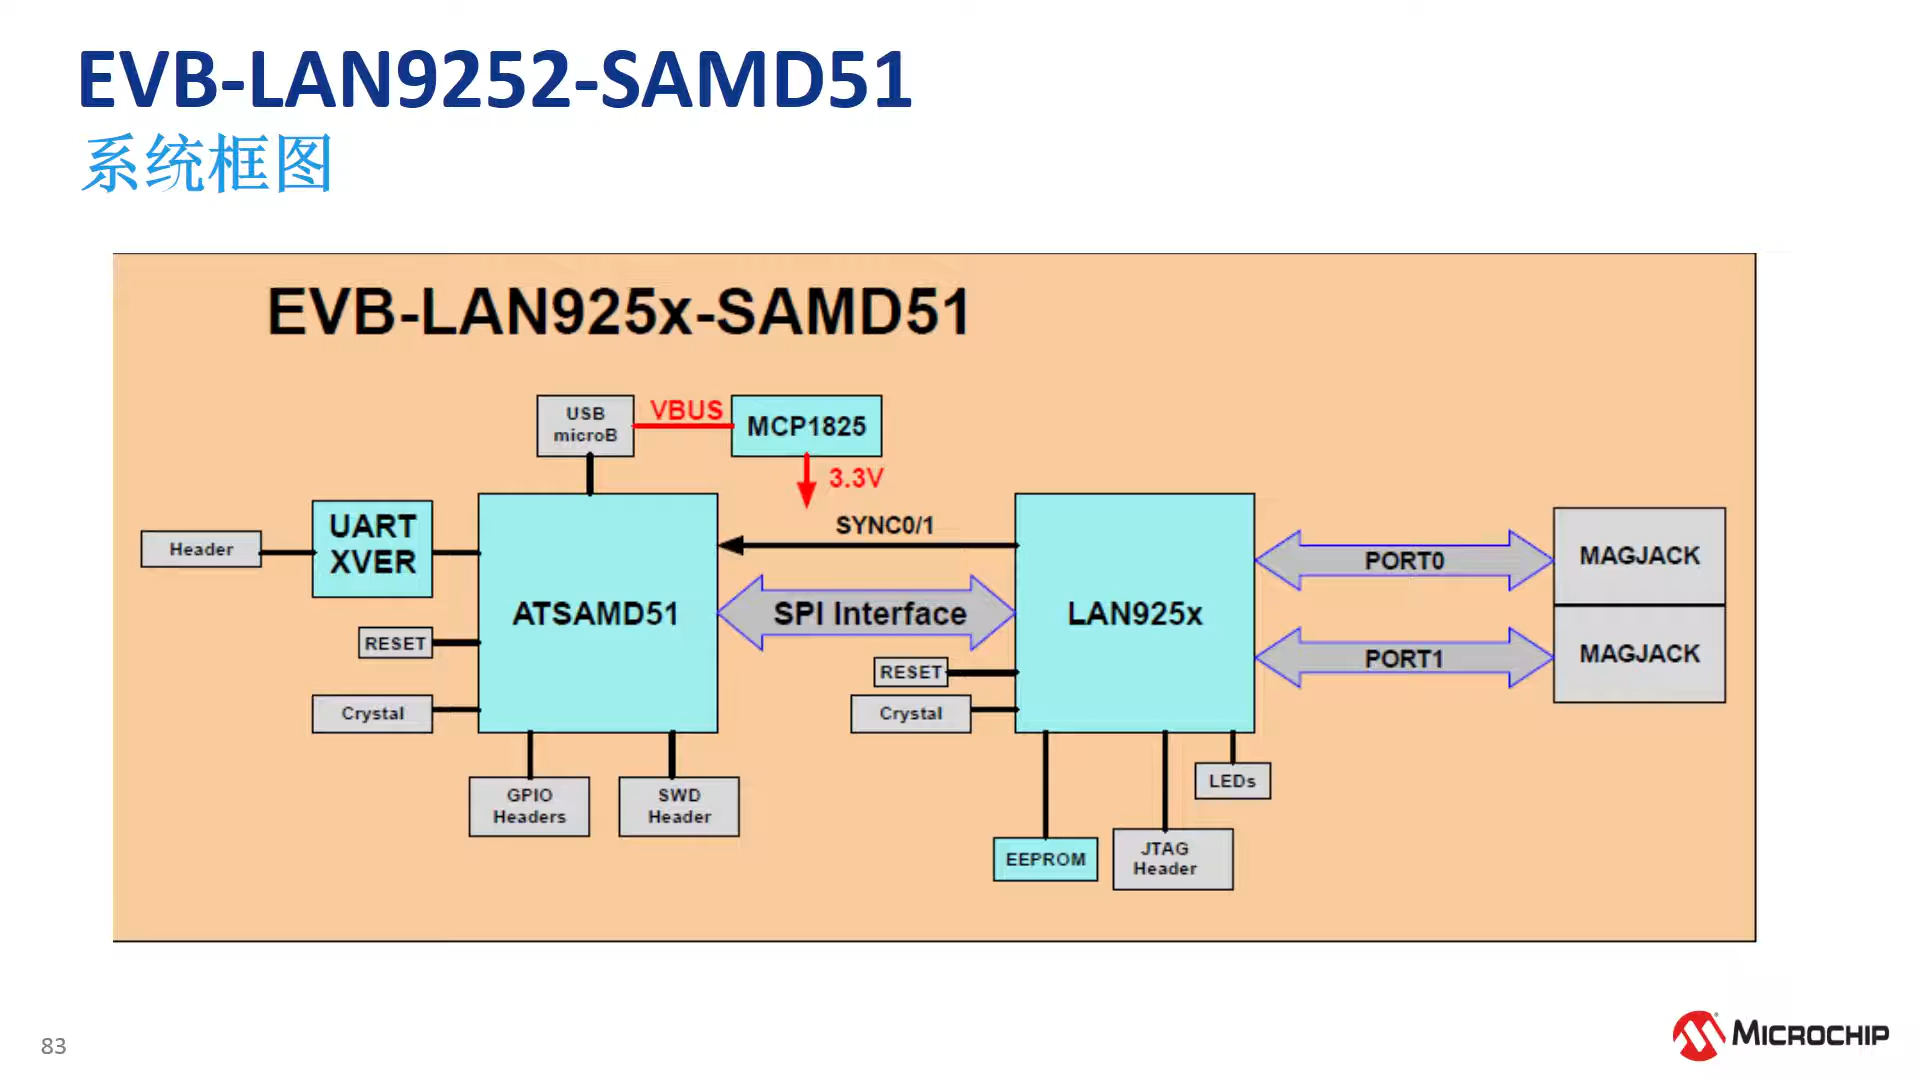 EVB-LAN9252-SAMD51
系统框图
EVB-LAN925x-SAMD51
USB
microB
VBUS
MCP1825
3.3V
Header
UART
XVER
SYNC0/1
ATSAMD51
SPI Interface
LAN925x
PORT0
MAGJACK
PORT1
MAGJACK
RESET
Crystal
RESET
Crystal
GPIO
Headers
SWD
Header
LEDs
EEPROM
JTAG
Header
83
MICROCHIP